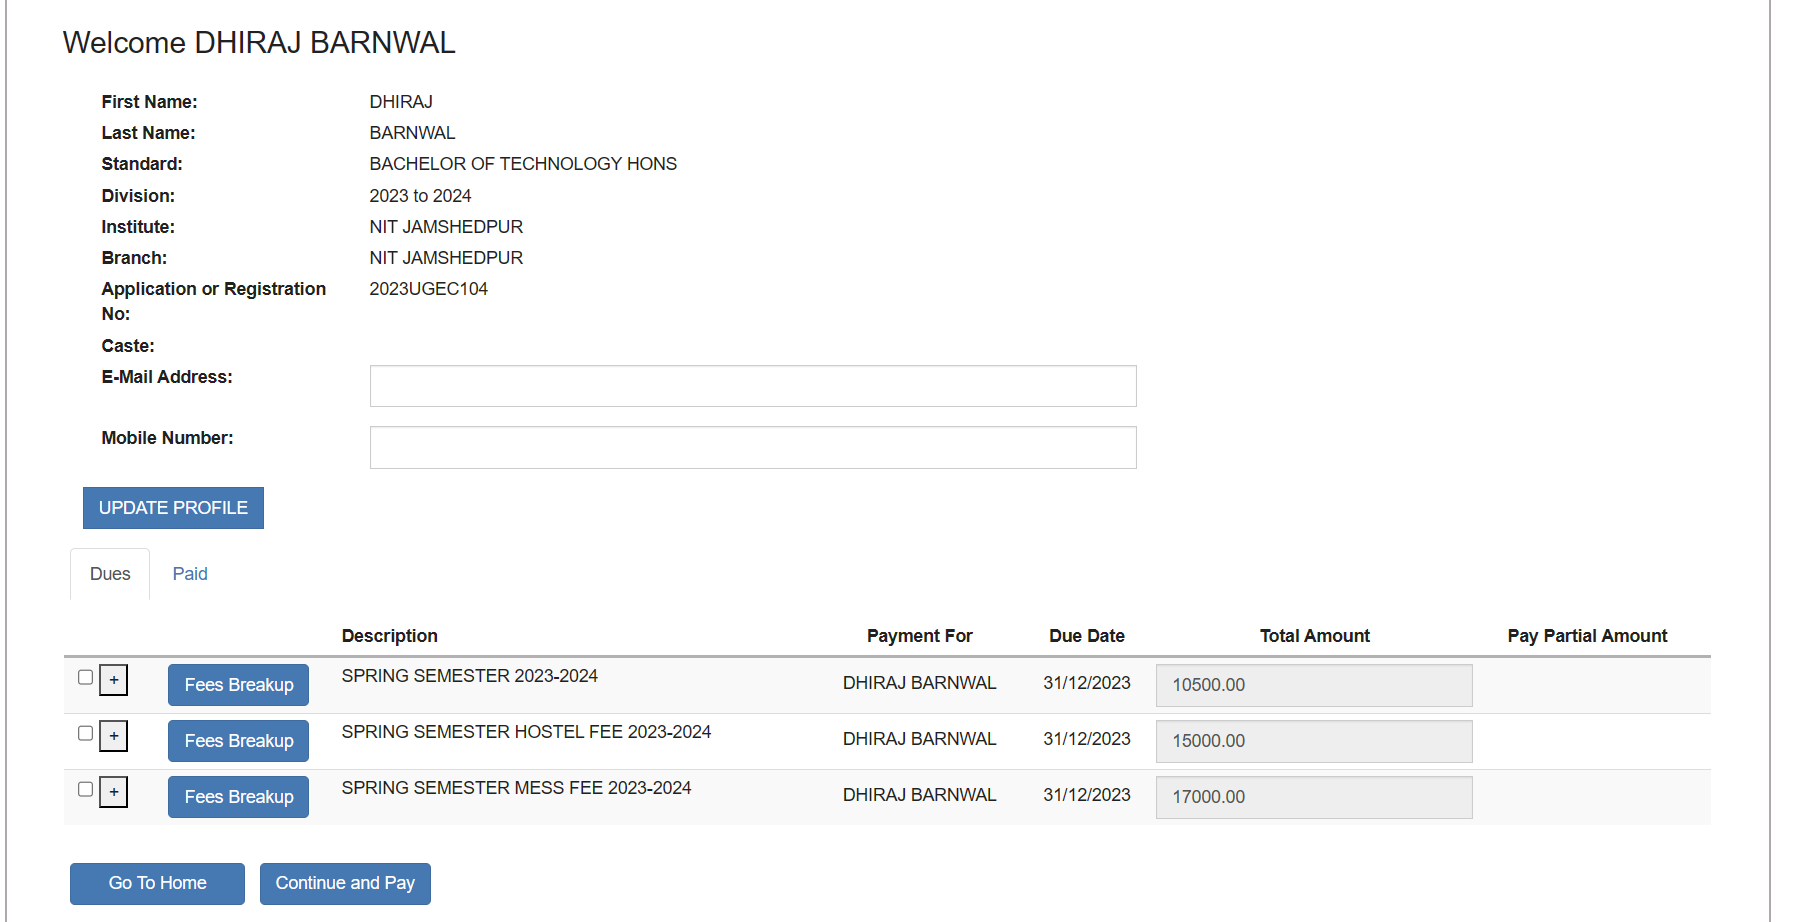 Welcome DHIRAJ BARNWAL
First Name: DHIRAJ
Last Name: BARNWAL
Standard: BACHELOR OF TECHNOLOGY HONS
Division: 2023 to 2024
Institute: NIT JAMSHEDPUR
Branch: NIT JAMSHEDPUR
Application or Registration 2023UGEC104
No:
Caste:
E-Mail Address:
Mobile Number:
UPDATE PROFILE
Dues Paid
Description Payment For Due Date Total Amount Pay Partial Amount
+ Fees Breakup SPRING SEMESTER 2023-2024 DHIRAJ BARNWAL 31/12/2023 10500.00
+ Fees Breakup SPRING SEMESTER HOSTEL FEE 2023-2024 DHIRAJ BARNWAL 31/12/2023 15000.00
+ Fees Breakup SPRING SEMESTER MESS FEE 2023-2024 DHIRAJ BARNWAL 31/12/2023 17000.00
Go To Home Continue and Pay